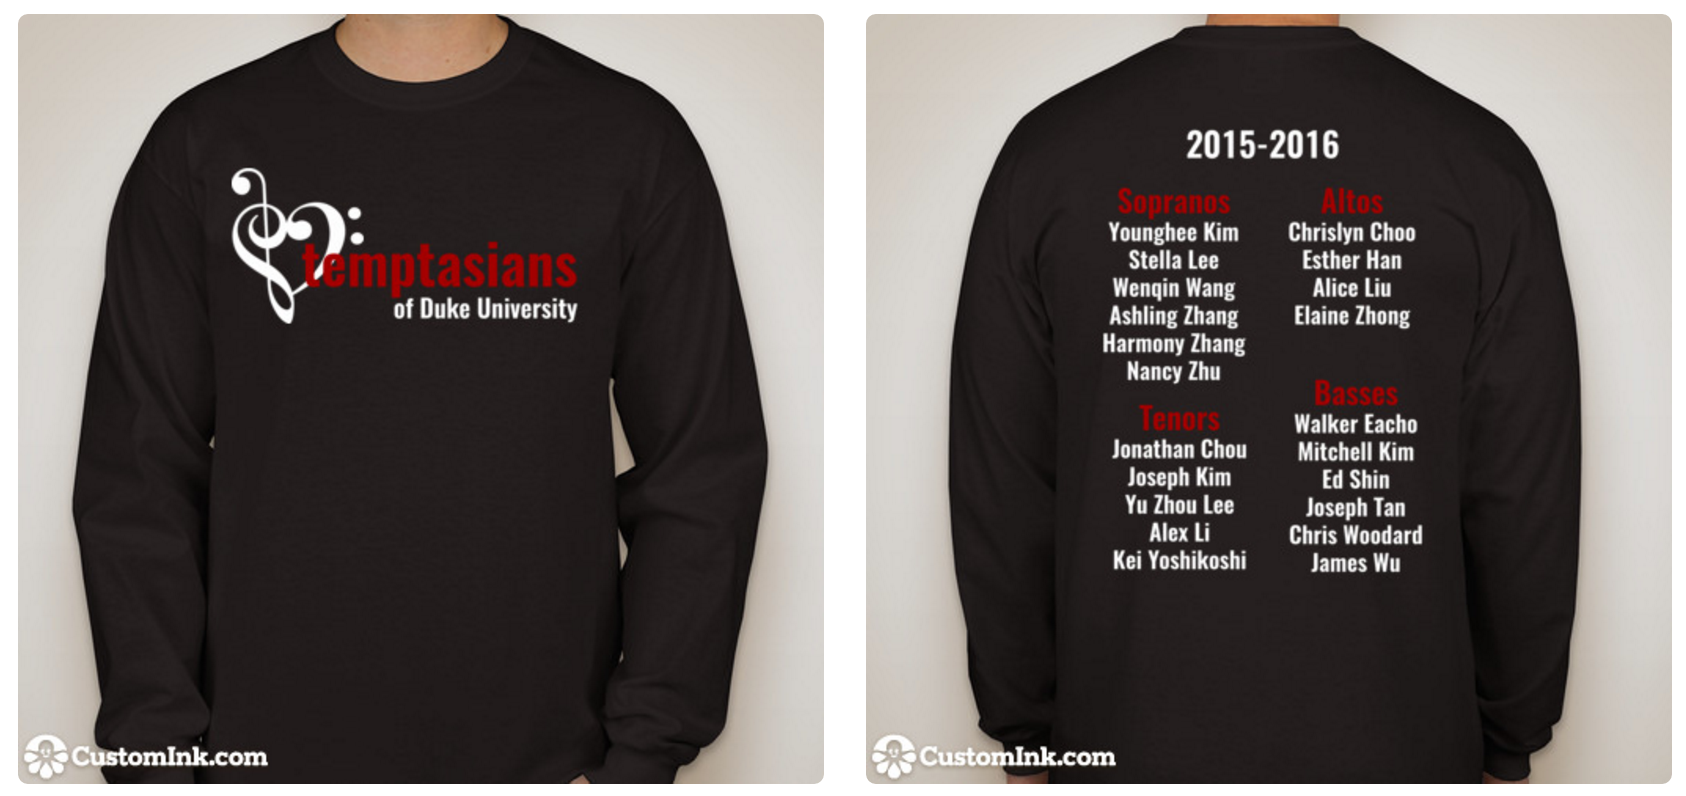 temptasians
of Duke University
CustomInk.com
2015-2016
Sopranos
Younghee Kim
Stella Lee
Wenqin Wang
Ashling Zhang
Harmony Zhang
Nancy Zhu
Altos
Chrislyn Choo
Esther Han
Alice Liu
Elaine Zhong
Tenors
Jonathan Chou
Joseph Kim
Yu Zhou Lee
Alex Li
Kei Yoshikoshi
Basses
Walker Eacho
Mitchell Kim
Ed Shin
Joseph Tan
Chris Woodard
James Wu
CustomInk.com